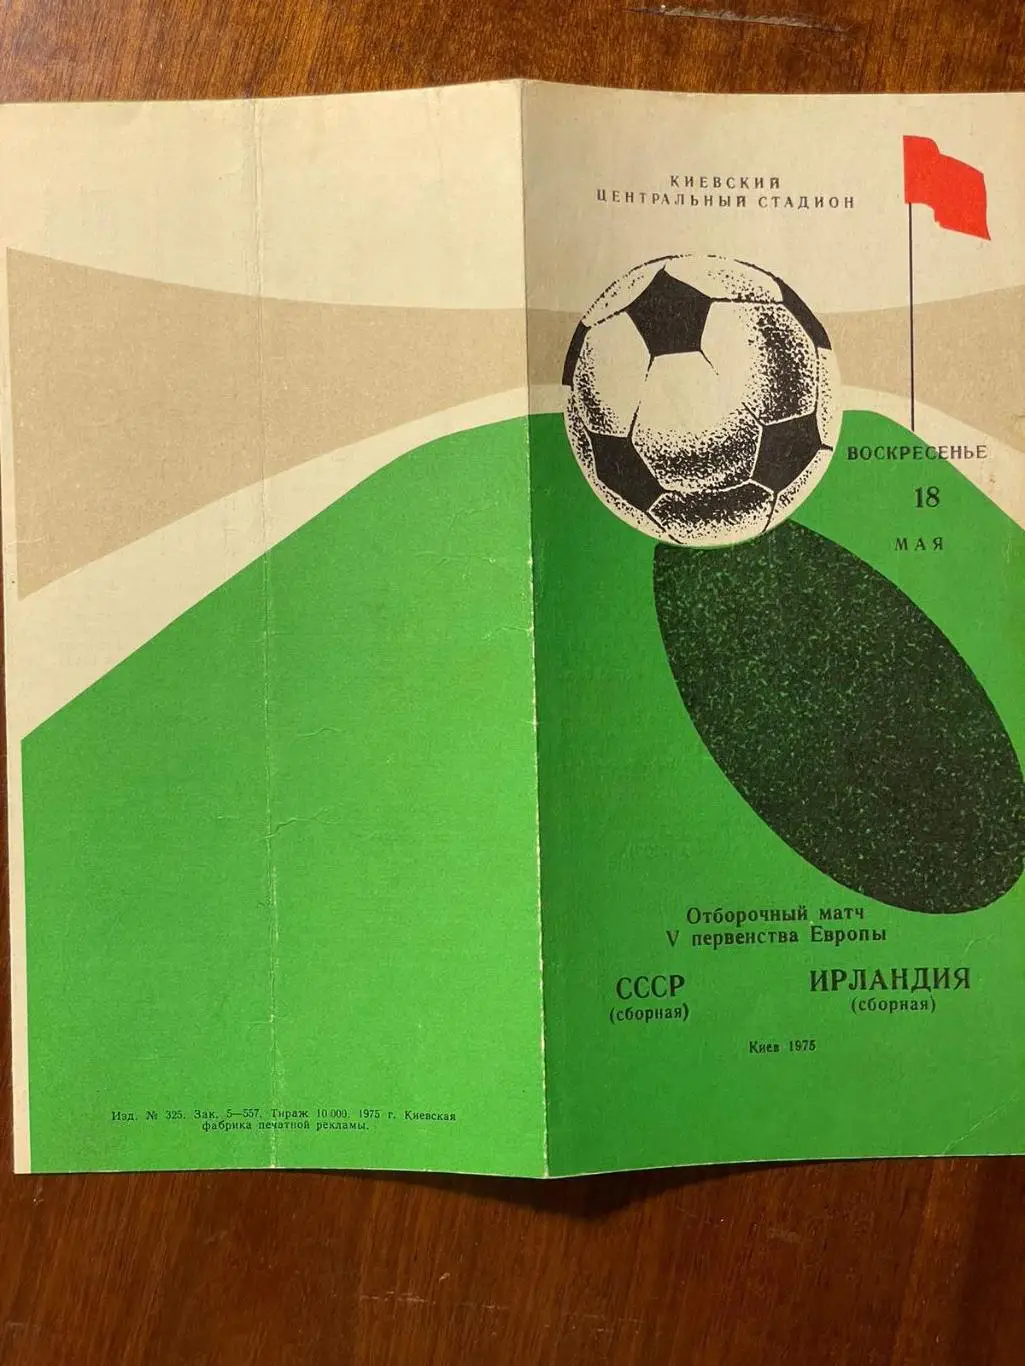 КИЕВСКИЙ
ЦЕНТРАЛЬНЫЙ СТАДИОН
ВОСКРЕСЕНЬЕ
18
МАЯ
Отборочный матч
V первенства Европы
СССР ИРЛАНДИЯ
(сборная) (сборная)
Киев 1975
Изд. № 325. Зак. 5—557. Тираж 10 000. 1975 г. Киевская
фабрика печатной рекламы.